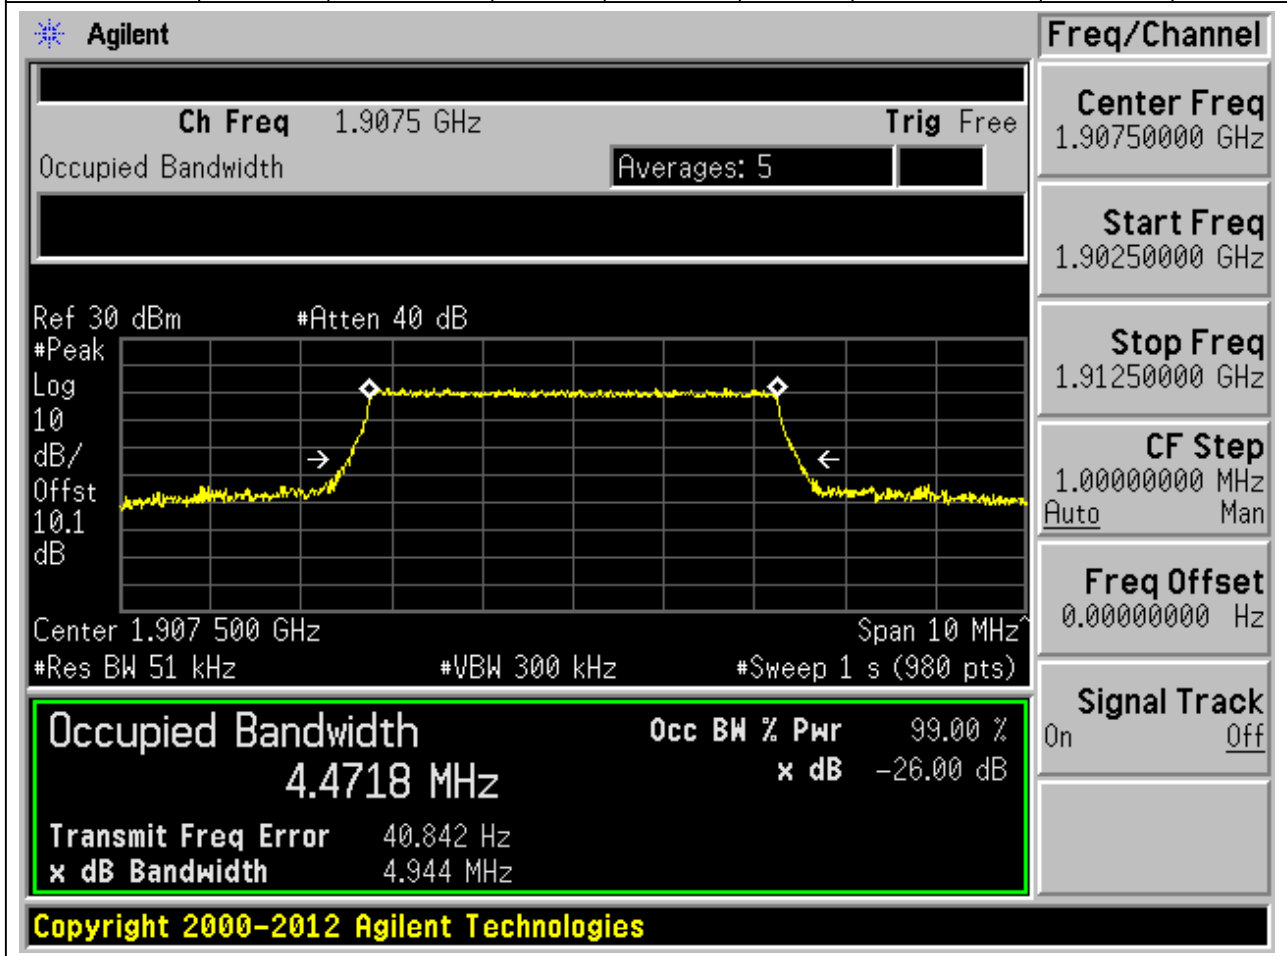 Agilent
Freq/Channel
Ch Freq 1.9075 GHz Trig Free
Occupied Bandwidth Averages: 5
Center Freq
1.90750000 GHz
Start Freq
1.90250000 GHz
Stop Freq
1.91250000 GHz
CF Step
1.00000000 MHz
Auto Man
Freq Offset
0.00000000 Hz
Signal Track
On Off
Ref 30 dBm #Atten 40 dB
#Peak
Log
10
dB/
Offst
10.1
dB
Center 1.907 500 GHz Span 10 MHz^
#Res BW 51 kHz #VBW 300 kHz #Sweep 1 s (980 pts)
Occupied Bandwidth
4.4718 MHz
Occ BW % Pwr 99.00 %
x dB -26.00 dB
Transmit Freq Error 40.842 Hz
x dB Bandwidth 4.944 MHz
Copyright 2000-2012 Agilent Technologies